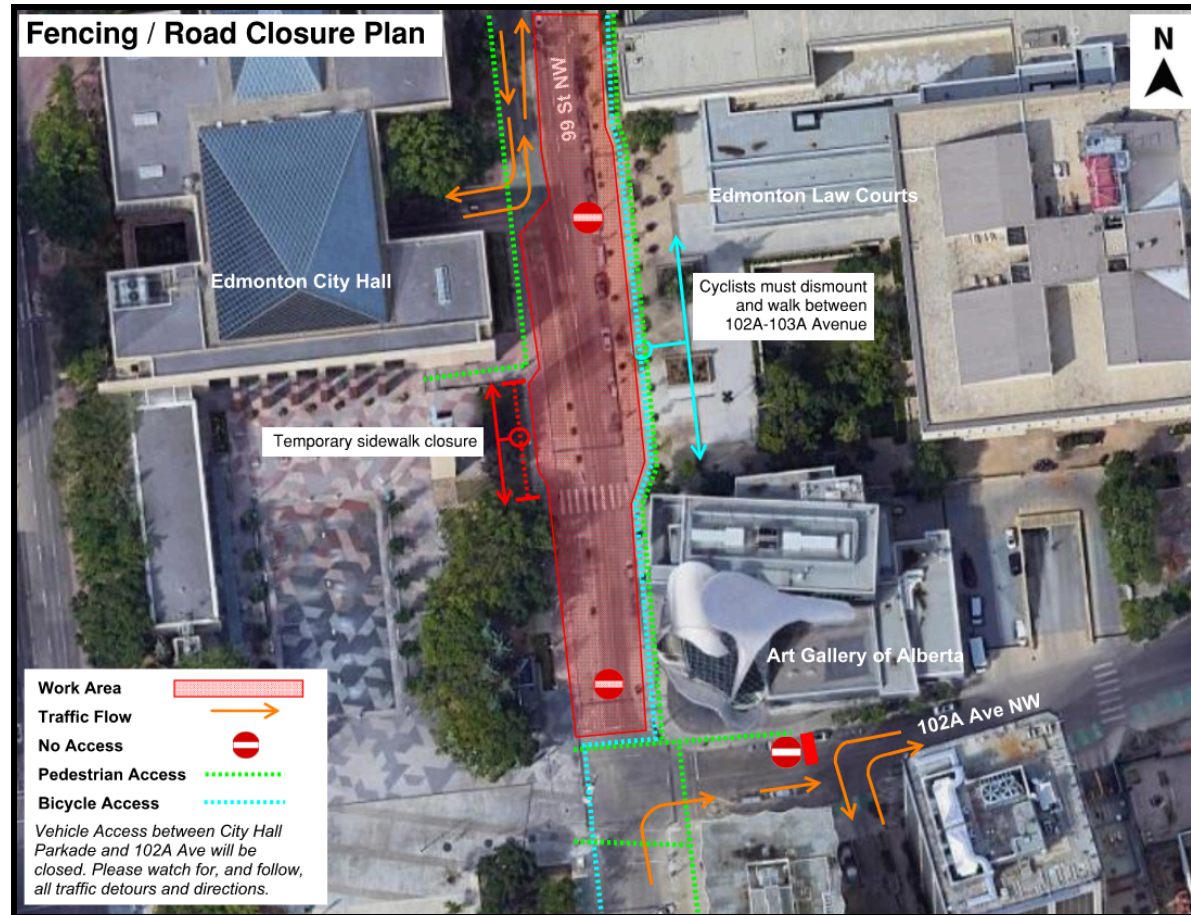 Fencing / Road Closure Plan
N
99 St NW
Edmonton Law Courts
Edmonton City Hall
Cyclists must dismount
and walk between
102A-103A Avenue
Temporary sidewalk closure
Art Gallery of Alberta
102A Ave NW
Work Area
Traffic Flow
No Access
Pedestrian Access
Bicycle Access
Vehicle Access between City Hall
Parkade and 102A Ave will be
closed. Please watch for, and follow,
all traffic detours and directions.